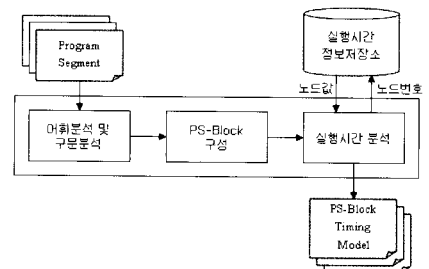 Program
Segment
실행시간
정보저장소
노드값
노드번호
어휘분석 및
구문분석
PS-Block
구성
실행시간 분석
PS-Block
Timing
Model